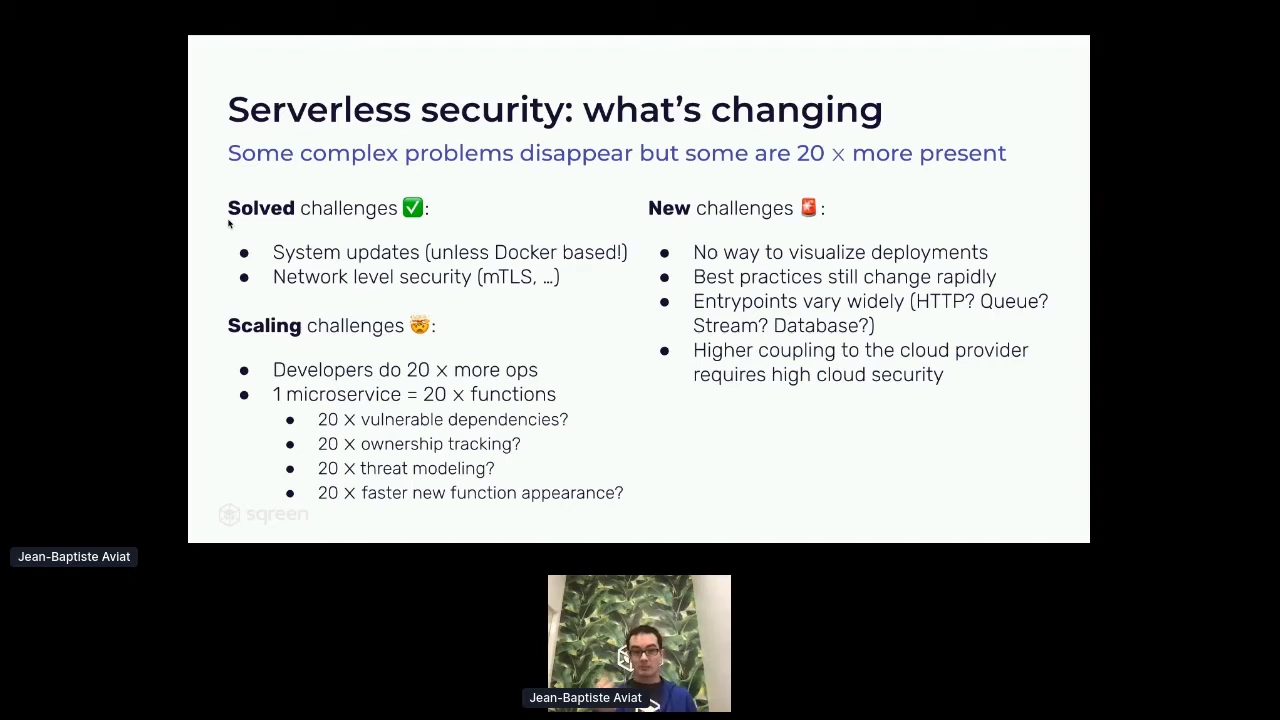 Serverless security: what's changing
Some complex problems disappear but some are 20 × more present
Solved challenges ✅:
● System updates (unless Docker based!)
● Network level security (mTLS, …)
Scaling challenges 🤯:
● Developers do 20 × more ops
● 1 microservice = 20 × functions
● 20 × vulnerable dependencies?
● 20 × ownership tracking?
● 20 × threat modeling?
● 20 × faster new function appearance?
New challenges 🚨:
● No way to visualize deployments
● Best practices still change rapidly
● Entrypoints vary widely (HTTP? Queue?
Stream? Database?)
● Higher coupling to the cloud provider
requires high cloud security
sqreen
Jean-Baptiste Aviat
Jean-Baptiste Aviat